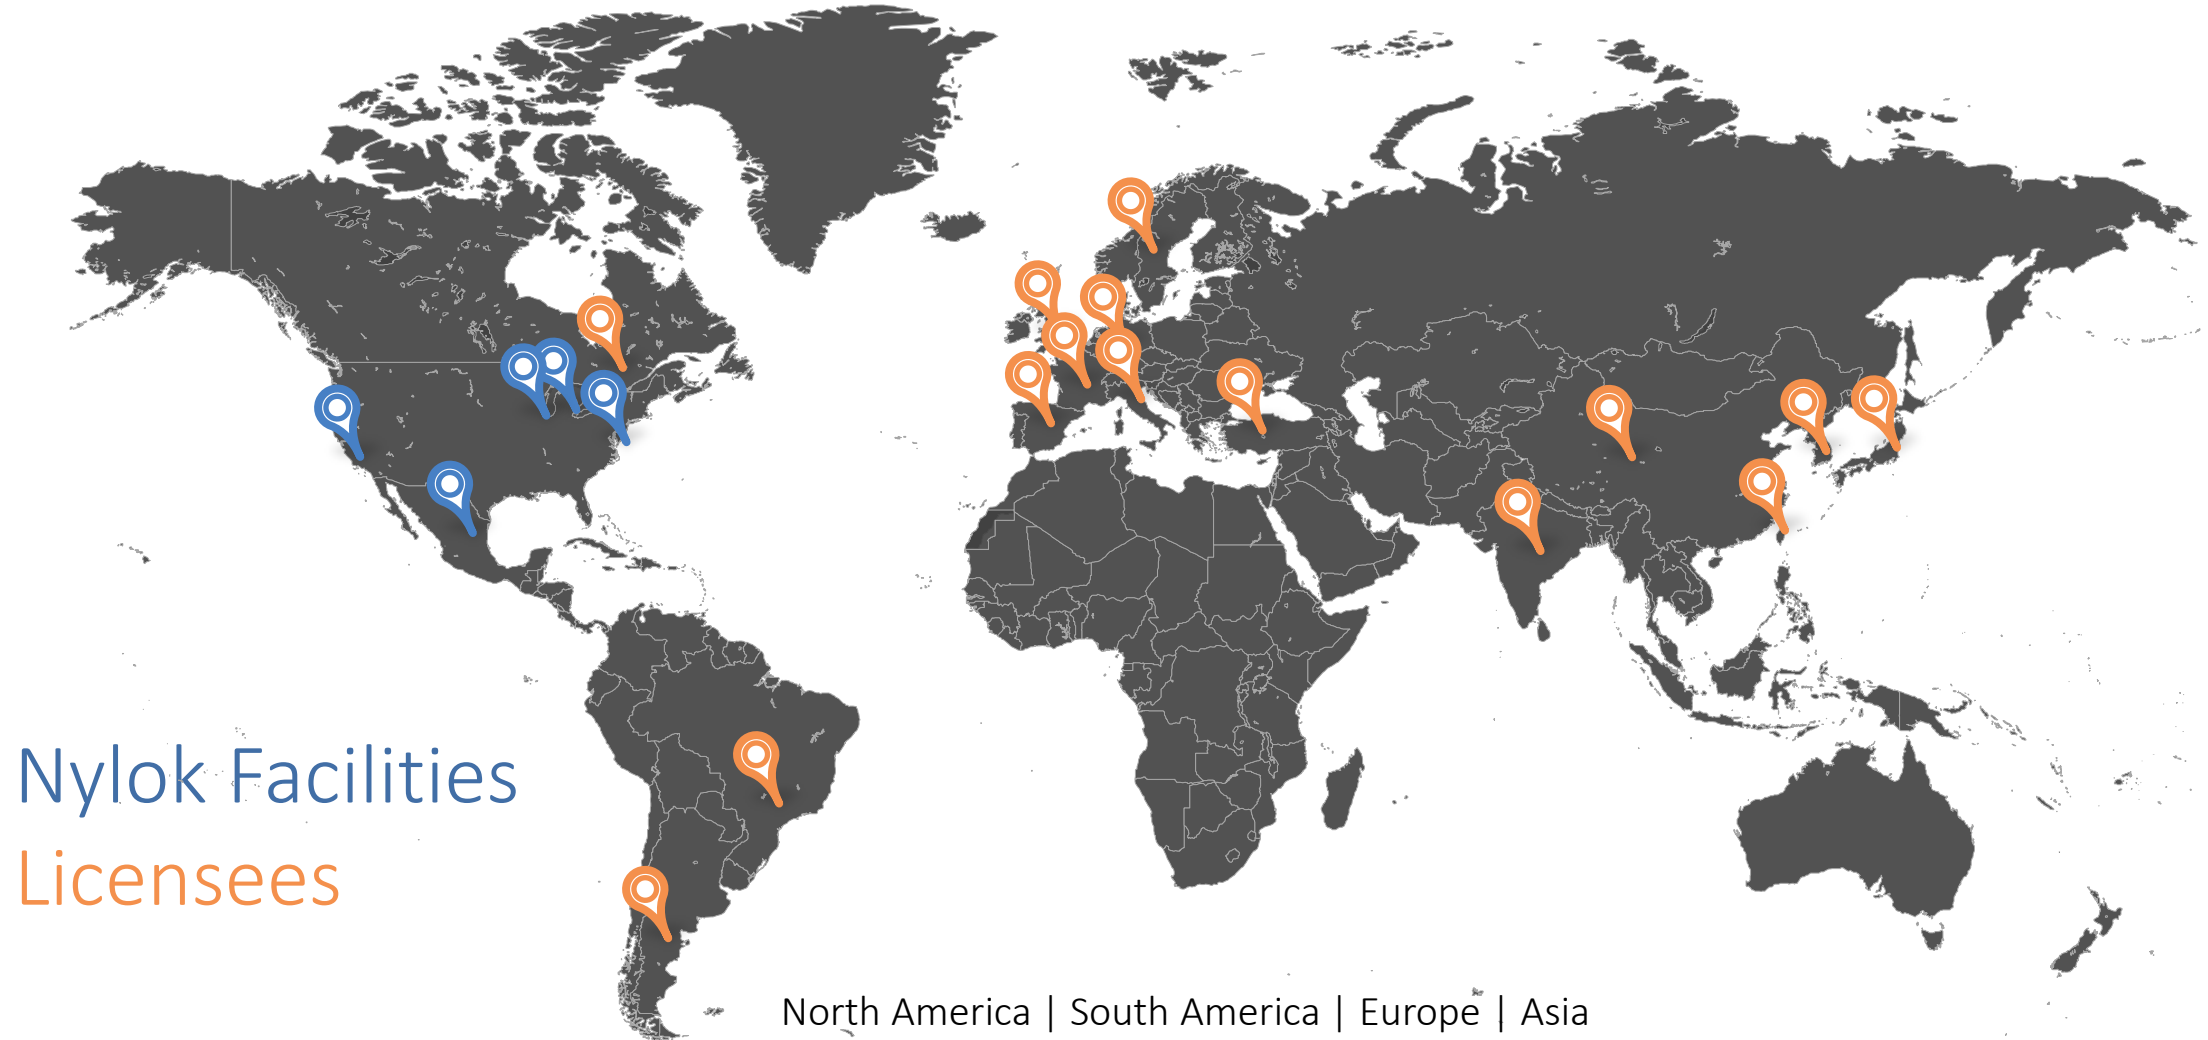 Nylok Facilities
Licensees
North America | South America | Europe | Asia